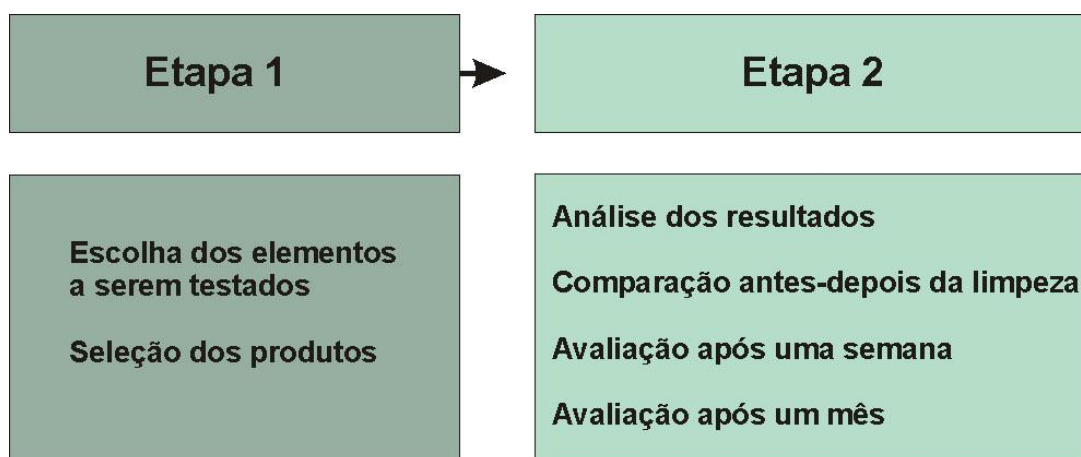 Etapa 1
Etapa 2
Escolha dos elementos
a serem testados
Seleção dos produtos
Análise dos resultados
Comparação antes-depois da limpeza
Avaliação após uma semana
Avaliação após um mês